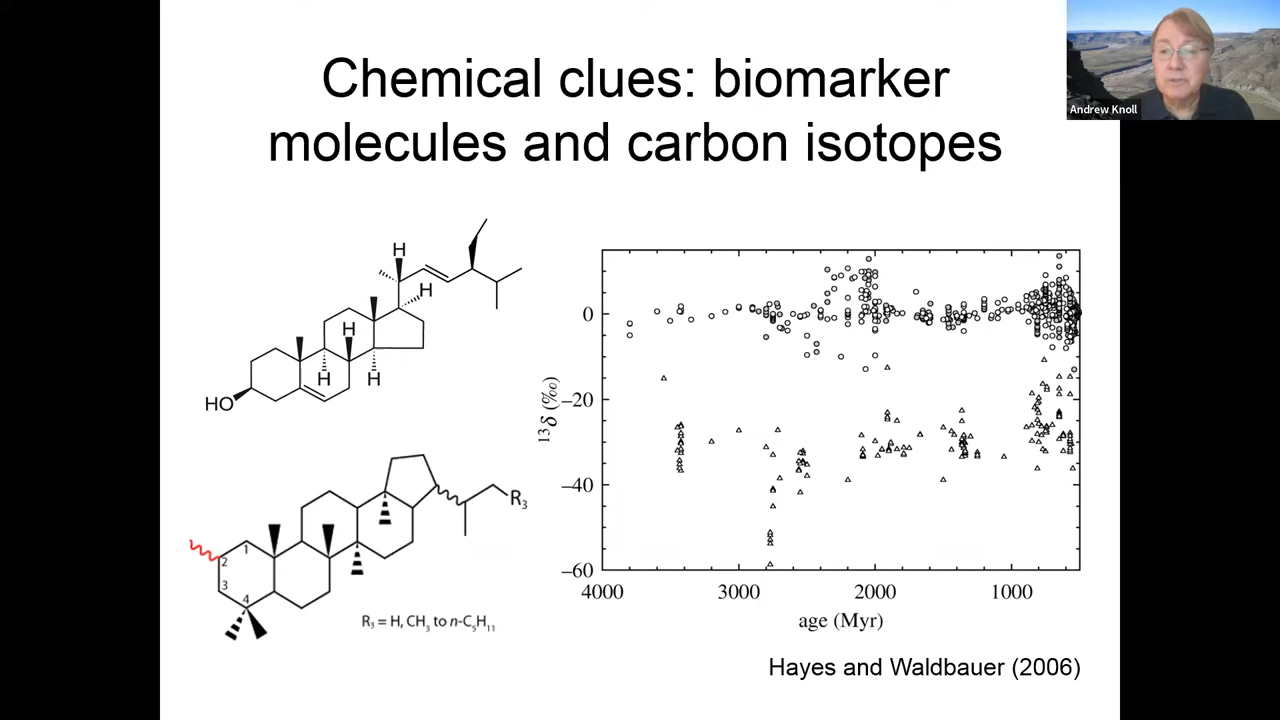 Chemical clues: biomarker
molecules and carbon isotopes
Andrew Knoll
H
H
H
H
H
HO
R₃
1
2
3
4
R₃ = H, CH₃ to n-C₅H₁₁
0
–20
–40
–60
¹³δ (‰)
4000 3000 2000 1000
age (Myr)
Hayes and Waldbauer (2006)